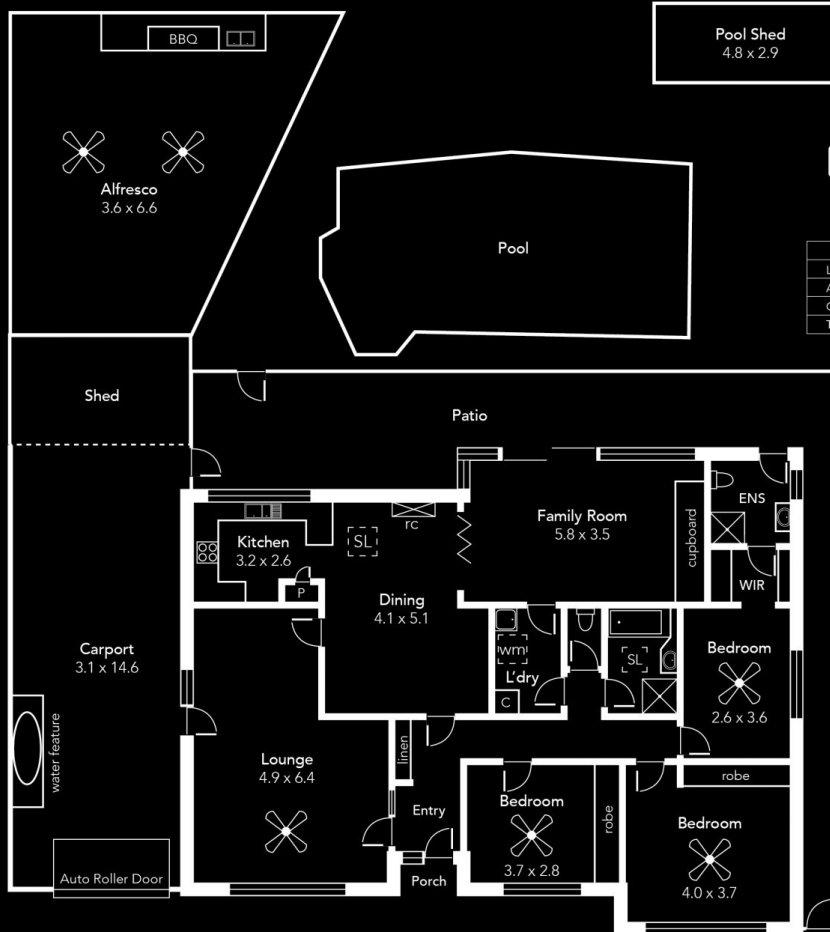 BBQ
Pool Shed
4.8 x 2.9
Alfresco
3.6 x 6.6
Pool
L
A
T
Shed
Patio
ENS
rc
Family Room
5.8 x 3.5
cupboard
Kitchen
3.2 x 2.6
SL
P
WIR
Dining
4.1 x 5.1
Carport
3.1 x 14.6
wm
L'dry
C
SL
Bedroom
2.6 x 3.6
water feature
Lounge
4.9 x 6.4
linen
Entry
robe
Bedroom
3.7 x 2.8
robe
Bedroom
4.0 x 3.7
Auto Roller Door
Porch